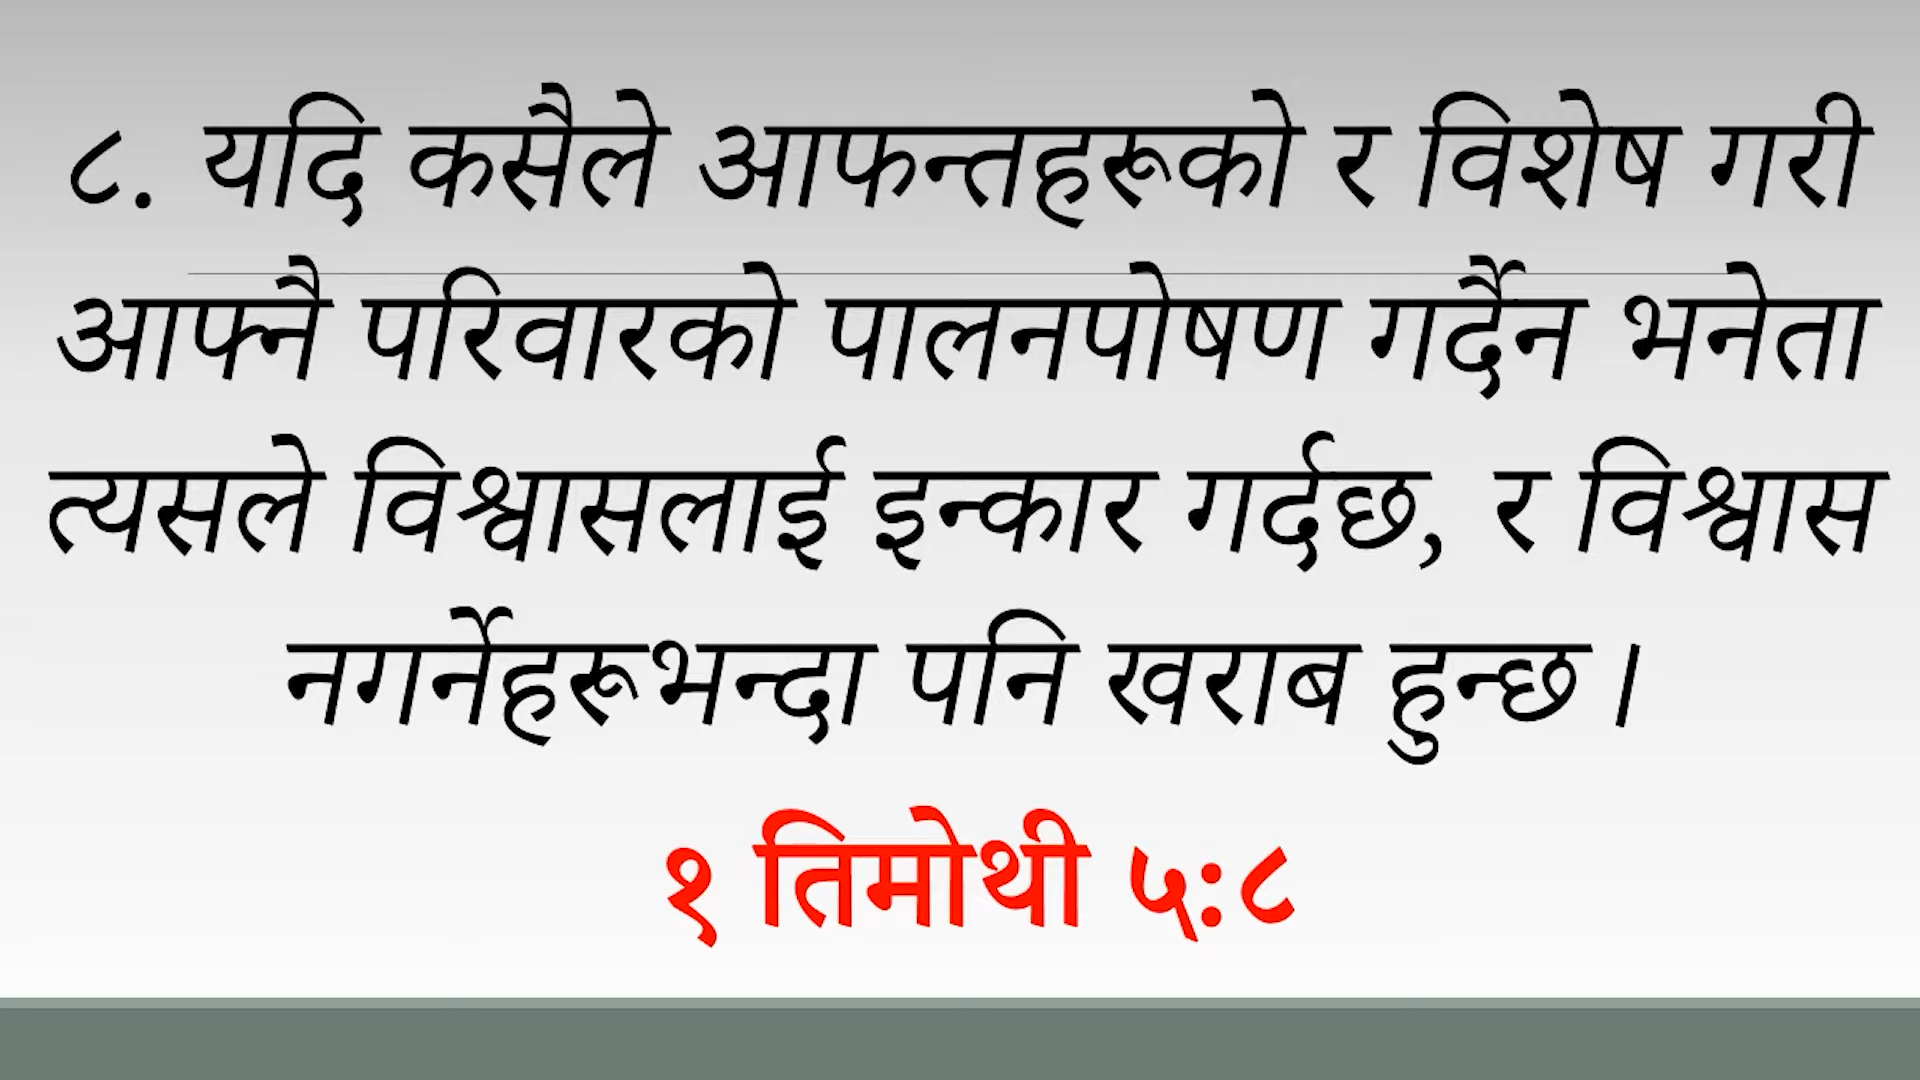 ८. यदि कसैले आफन्तहरूको र विशेष गरी
आफ्नै परिवारको पालनपोषण गर्दैन भनेता
त्यसले विश्वासलाई इन्कार गर्दछ, र विश्वास
नगर्नेहरूभन्दा पनि खराब हुन्छ।
१ तिमोथी ५:८